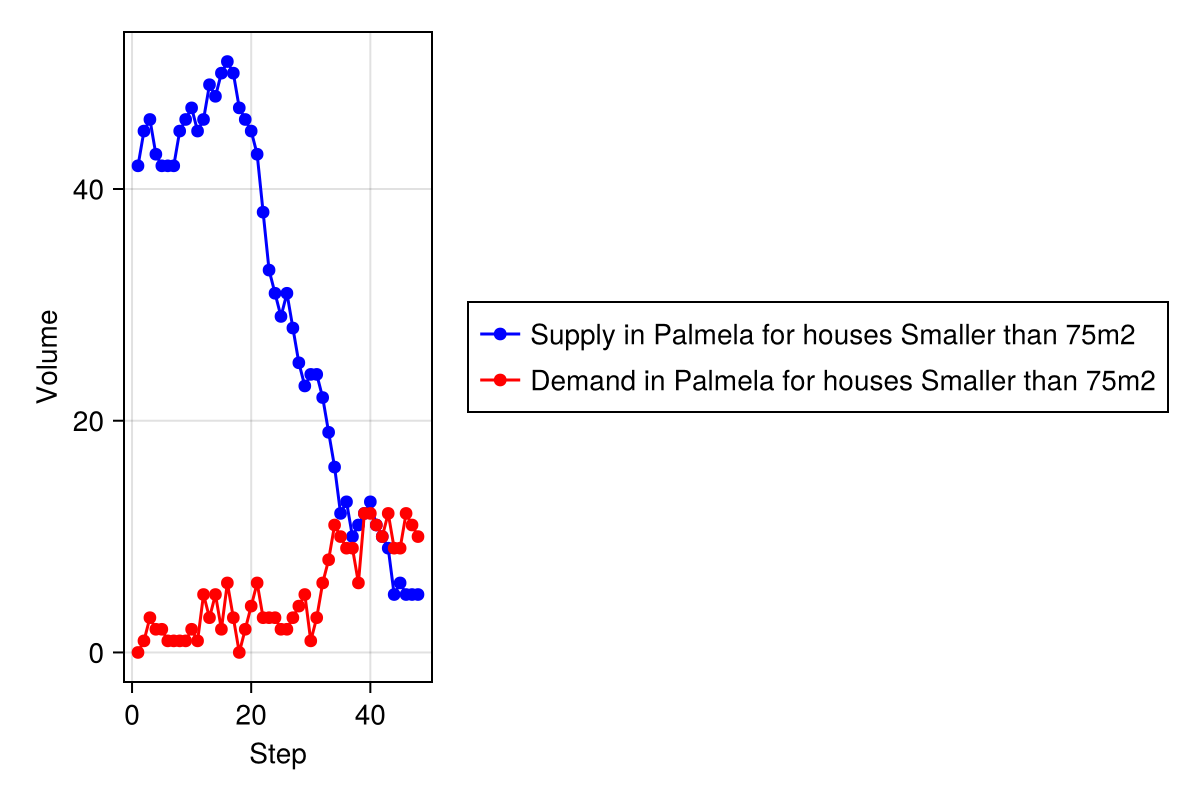 Volume
40
20
0
0 20 40
Step
Supply in Palmela for houses Smaller than 75m2
Demand in Palmela for houses Smaller than 75m2